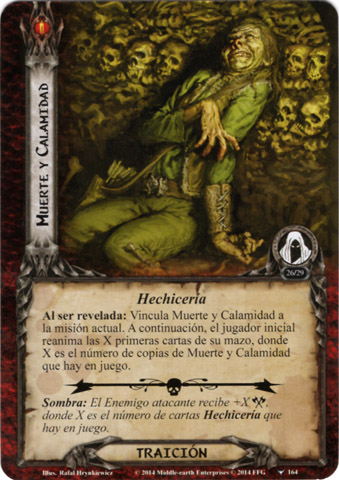 MUERTE Y CALAMIDAD
26/29
Hechicería
Al ser revelada: Vincula Muerte y Calamidad a
la misión actual. A continuación, el jugador inicial
reanima las X primeras cartas de su mazo, donde
X es el número de copias de Muerte y Calamidad
que hay en juego.
Sombra: El Enemigo atacante recibe +X
donde X es el número de cartas Hechicería que
hay en juego.
TRAICIÓN
Illus. Rafal Hrynkiewicz
© 2014 Middle-earth Enterprises © 2014 FFG
164